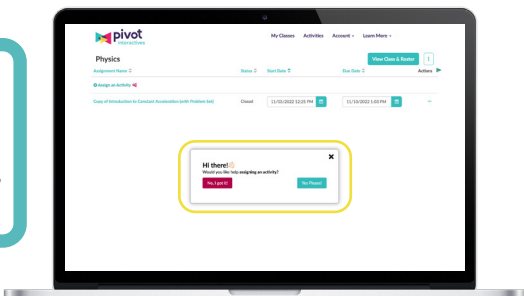 pivot
interactives
My Classes Activities Account Learn More
Physics
View Class & Roster
Assignment Name Status Start Date Due Date Actions
Assign an Activity
Copy of Introduction to Constant Acceleration (with Problem Set) Closed 11/02/2022 12:25 PM 11/10/2022 1:50 PM
Hi there!👋
Would you like help assigning an activity?
No, I got it! Yes Please!